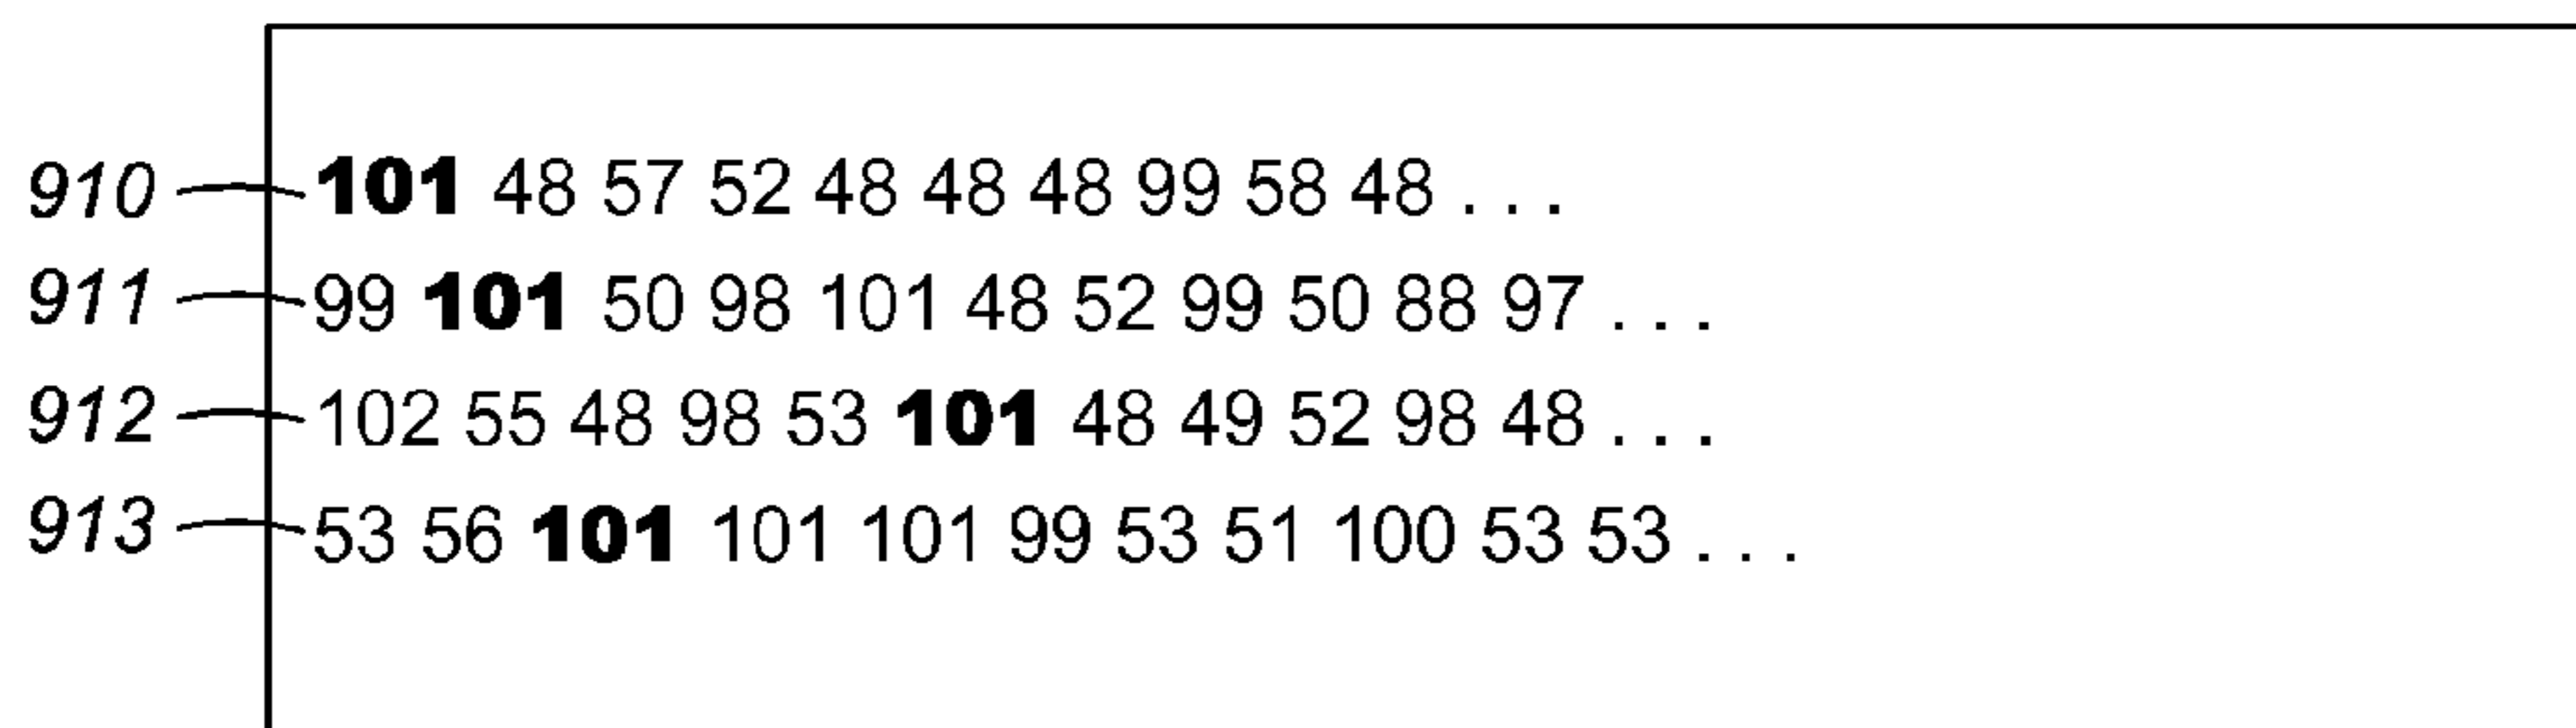 910 101 48 57 52 48 48 48 99 58 48 . . .
911 99 101 50 98 101 48 52 99 50 88 97 . . .
912 102 55 48 98 53 101 48 49 52 98 48 . . .
913 53 56 101 101 101 99 53 51 100 53 53 . . .